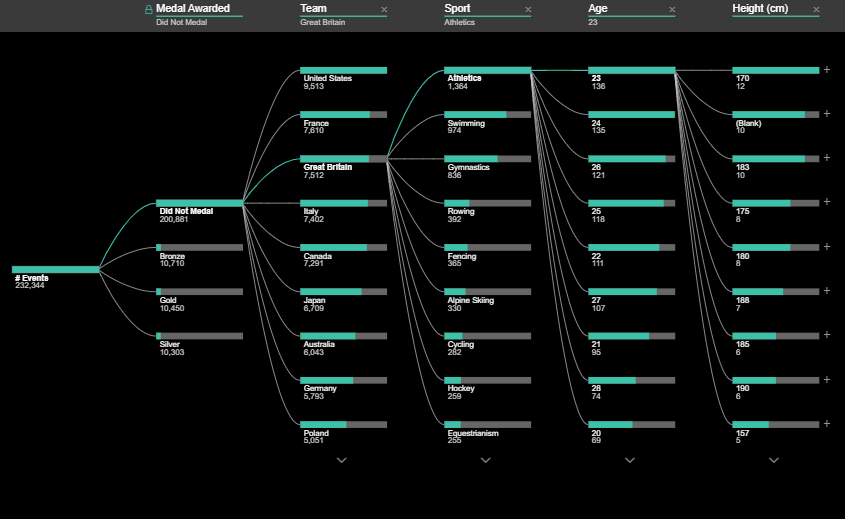 Medal Awarded
Did Not Medal
Team
Great Britain
Sport
Athletics
Age
23
Height (cm)
# Events
232,344
Did Not Medal
200,881
Bronze
10,710
Gold
10,450
Silver
10,303
United States
9,513
France
7,610
Great Britain
7,512
Italy
7,402
Canada
7,291
Japan
6,709
Australia
6,043
Germany
5,793
Poland
5,051
Athletics
1,364
Swimming
974
Gymnastics
836
Rowing
392
Fencing
365
Alpine Skiing
330
Cycling
282
Hockey
259
Equestrianism
255
23
136
24
135
26
121
25
118
22
111
27
107
21
95
28
74
20
69
170
12
(Blank)
10
183
10
175
8
180
8
188
7
185
6
190
6
157
5